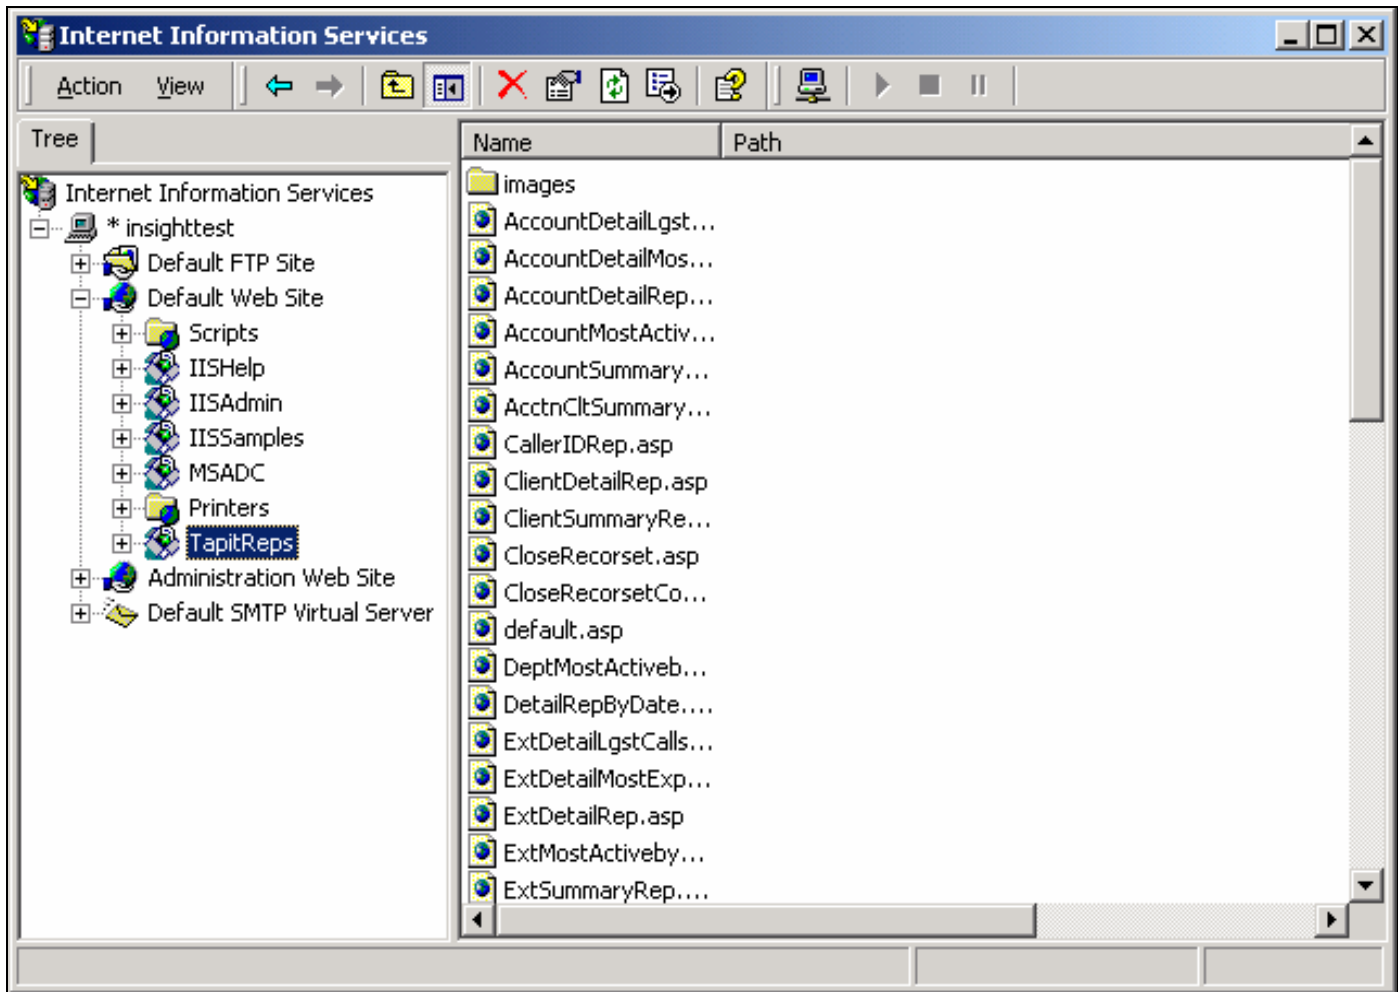 Internet Information Services
Action View
Tree
Name Path
Internet Information Services
* insighttest
Default FTP Site
Default Web Site
Scripts
IISHelp
IISAdmin
IISSamples
MSADC
Printers
TapitReps
Administration Web Site
Default SMTP Virtual Server
images
AccountDetailLgst...
AccountDetailMos...
AccountDetailRep...
AccountMostActiv...
AccountSummary...
AcctnCltSummary...
CallerIDRep.asp
ClientDetailRep.asp
ClientSummaryRe...
CloseRecorset.asp
CloseRecorsetCo...
default.asp
DeptMostActiveb...
DetailRepByDate....
ExtDetailLgstCalls...
ExtDetailMostExp...
ExtDetailRep.asp
ExtMostActiveby...
ExtSummaryRep....